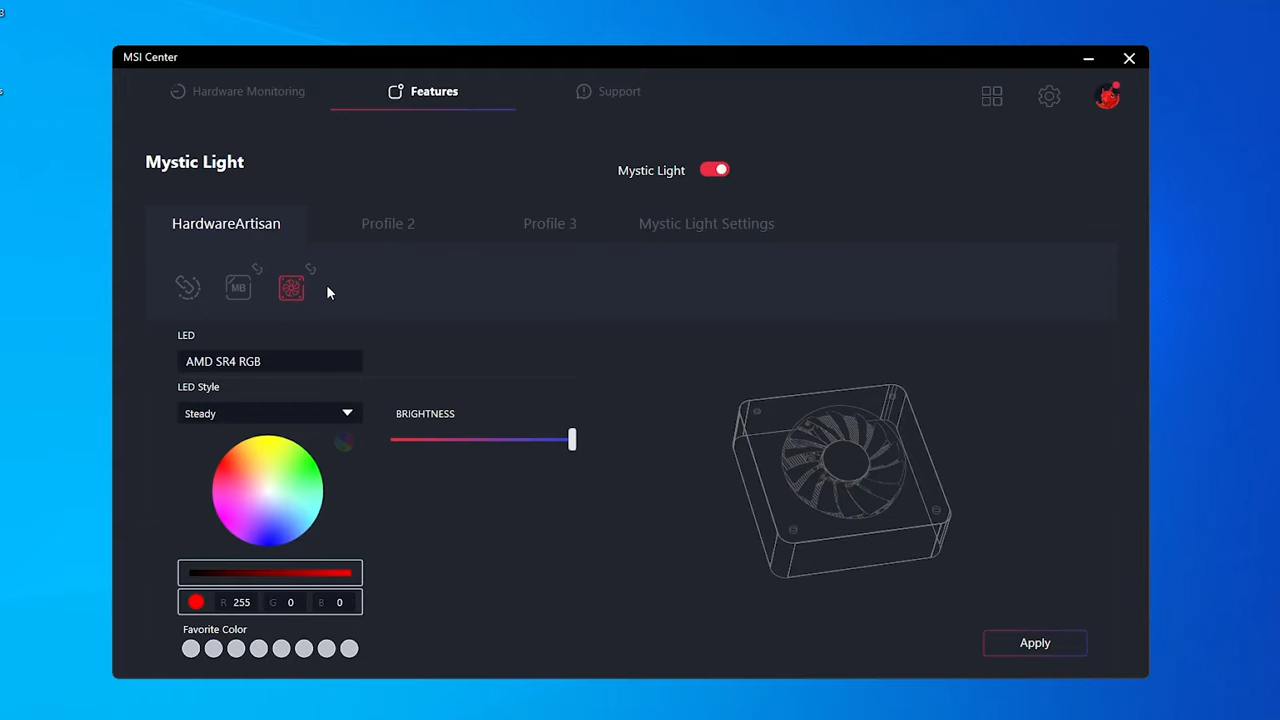 3
s
MSI Center
Hardware Monitoring
Features
Support
Mystic Light
Mystic Light
HardwareArtisan
Profile 2
Profile 3
Mystic Light Settings
MB
LED
AMD SR4 RGB
LED Style
Steady
BRIGHTNESS
R 255 G 0 B 0
Favorite Color
Apply